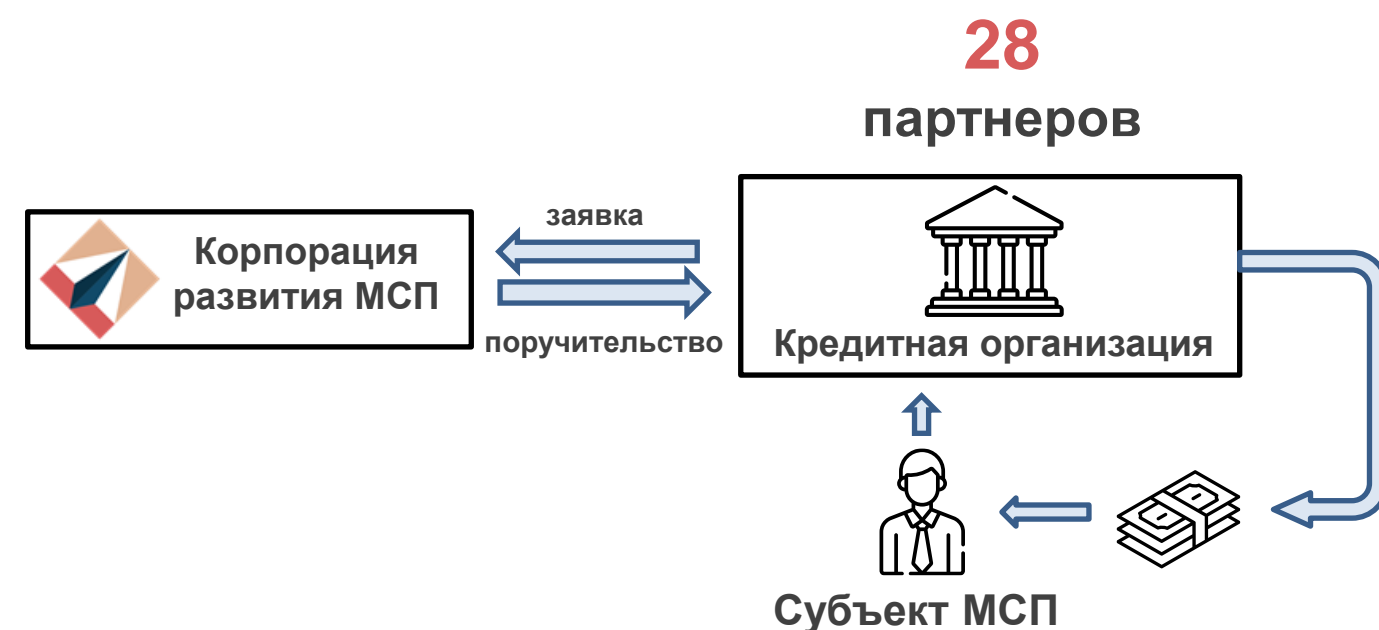 28
партнеров
заявка
Корпорация
развития МСП
поручительство
Кредитная организация
Субъект МСП